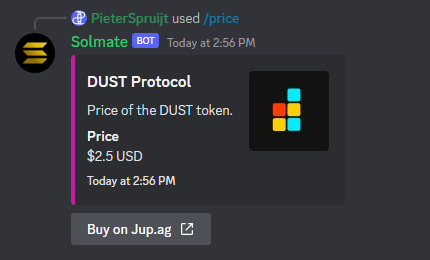 PieterSpruijt used /price
Solmate BOT Today at 2:56 PM
DUST Protocol
Price of the DUST token.
Price
$2.5 USD
Today at 2:56 PM
Buy on Jup.ag